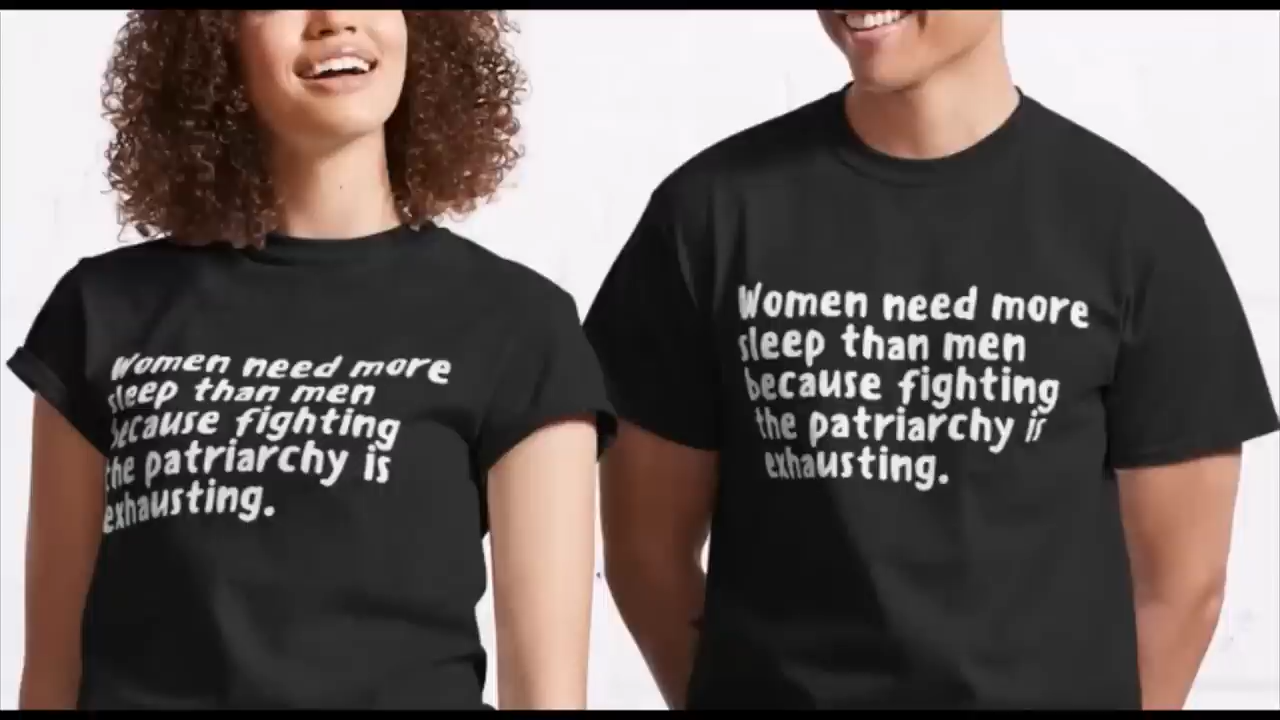 Women need more
sleep than men
because fighting
the patriarchy is
exhausting.
Women need more
sleep than men
because fighting
the patriarchy is
exhausting.